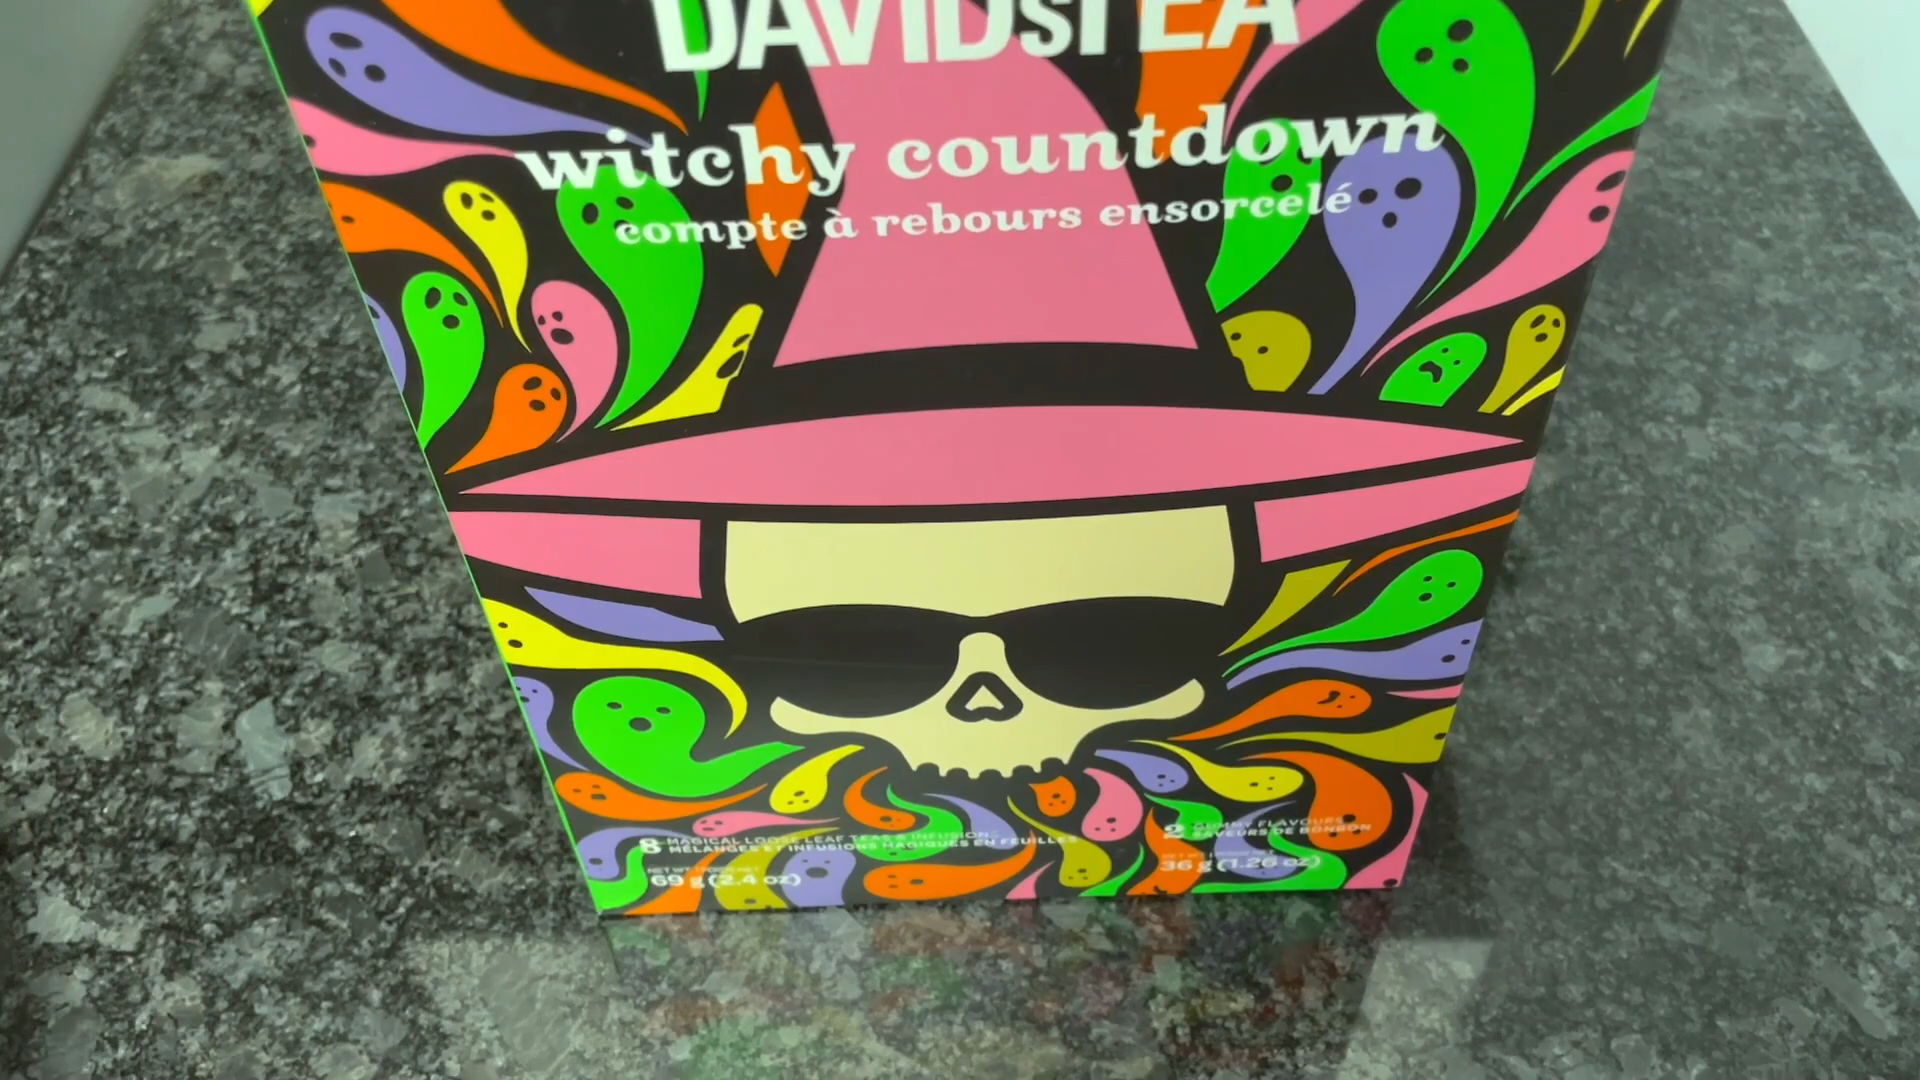 DAVIDsTEA
witchy countdown
compte à rebours ensorcelé
8 MAGICAL LOOSE LEAF TEAS & INFUSIONS
MÉLANGES ET INFUSIONS MAGIQUES EN FEUILLES
69 g (2.4 oz)
2 GUMMY FLAVOURS
SAVEURS DE BONBON
36 g (1.26 oz)